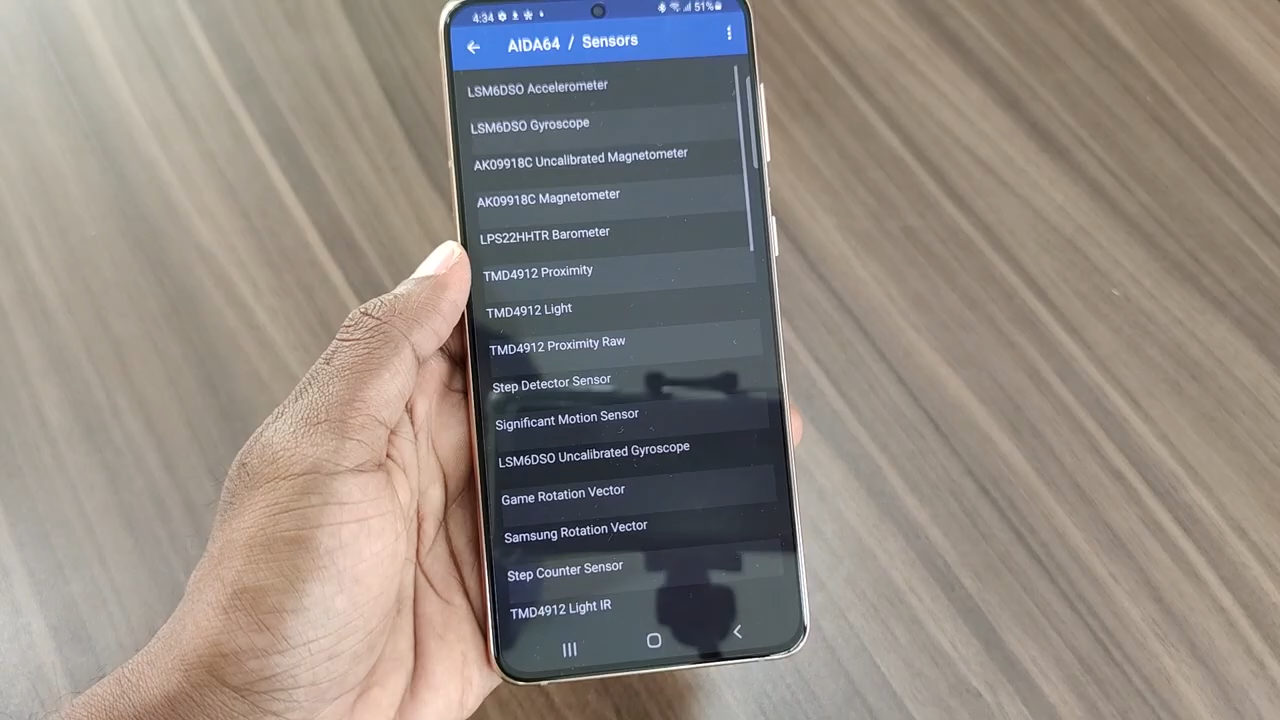 4:34
51%
AIDA64 / Sensors
LSM6DSO Accelerometer
LSM6DSO Gyroscope
AK09918C Uncalibrated Magnetometer
AK09918C Magnetometer
LPS22HHTR Barometer
TMD4912 Proximity
TMD4912 Light
TMD4912 Proximity Raw
Step Detector Sensor
Significant Motion Sensor
LSM6DSO Uncalibrated Gyroscope
Game Rotation Vector
Samsung Rotation Vector
Step Counter Sensor
TMD4912 Light IR